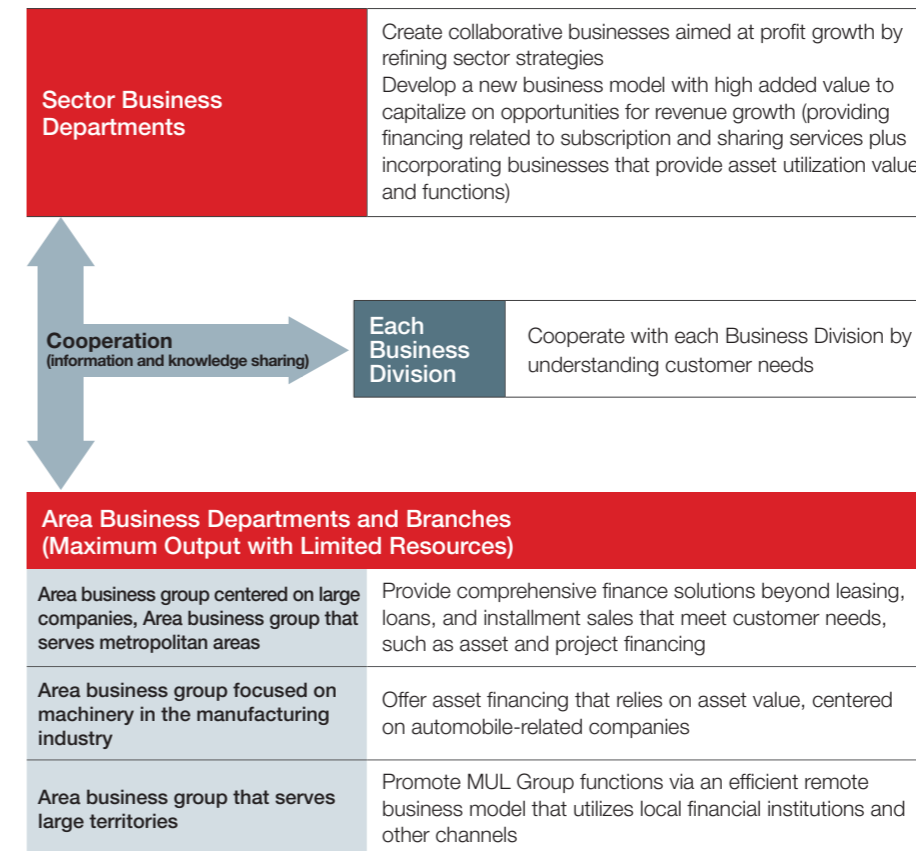 Sector Business
Departments
Create collaborative businesses aimed at profit growth by
refining sector strategies
Develop a new business model with high added value to
capitalize on opportunities for revenue growth (providing
financing related to subscription and sharing services plus
incorporating businesses that provide asset utilization value
and functions)
Cooperation
(information and knowledge sharing)
Each
Business
Division
Cooperate with each Business Division by
understanding customer needs
Area Business Departments and Branches
(Maximum Output with Limited Resources)
Area business group centered on large
companies, Area business group that
serves metropolitan areas
Provide comprehensive finance solutions beyond leasing,
loans, and installment sales that meet customer needs,
such as asset and project financing
Area business group focused on
machinery in the manufacturing
industry
Offer asset financing that relies on asset value, centered
on automobile-related companies
Area business group that serves
large territories
Promote MUL Group functions via an efficient remote
business model that utilizes local financial institutions and
other channels